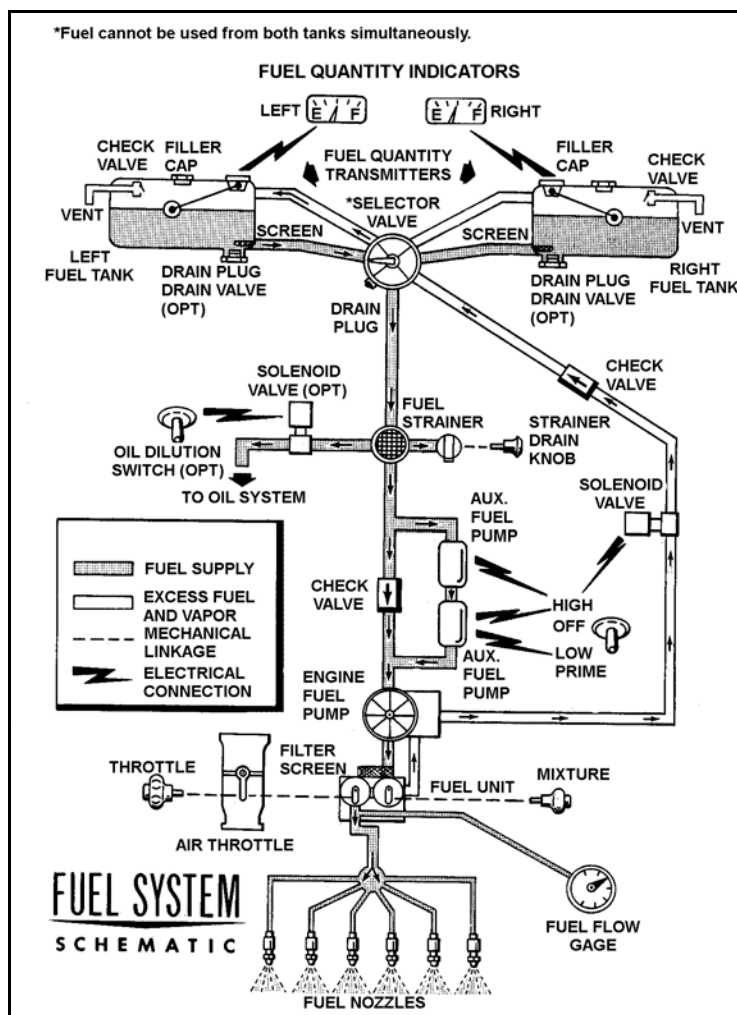 *Fuel cannot be used from both tanks simultaneously.
FUEL QUANTITY INDICATORS
LEFT
E F
E F
RIGHT
CHECK
VALVE
FILLER
CAP
FUEL QUANTITY
TRANSMITTERS
FILLER
CAP
CHECK
VALVE
*SELECTOR
VALVE
VENT
SCREEN
SCREEN
VENT
LEFT
FUEL TANK
DRAIN PLUG
DRAIN VALVE
(OPT)
DRAIN
PLUG
DRAIN PLUG
DRAIN VALVE
(OPT)
RIGHT
FUEL TANK
SOLENOID
VALVE (OPT)
CHECK
VALVE
FUEL
STRAINER
STRAINER
DRAIN
KNOB
OIL DILUTION
SWITCH (OPT)
TO OIL SYSTEM
SOLENOID
VALVE
AUX.
FUEL
PUMP
FUEL SUPPLY
EXCESS FUEL
AND VAPOR
MECHANICAL
LINKAGE
ELECTRICAL
CONNECTION
CHECK
VALVE
HIGH
OFF
LOW
PRIME
AUX.
FUEL
PUMP
ENGINE
FUEL
PUMP
FILTER
SCREEN
THROTTLE
FUEL UNIT
MIXTURE
AIR THROTTLE
FUEL SYSTEM
SCHEMATIC
FUEL FLOW
GAGE
FUEL NOZZLES